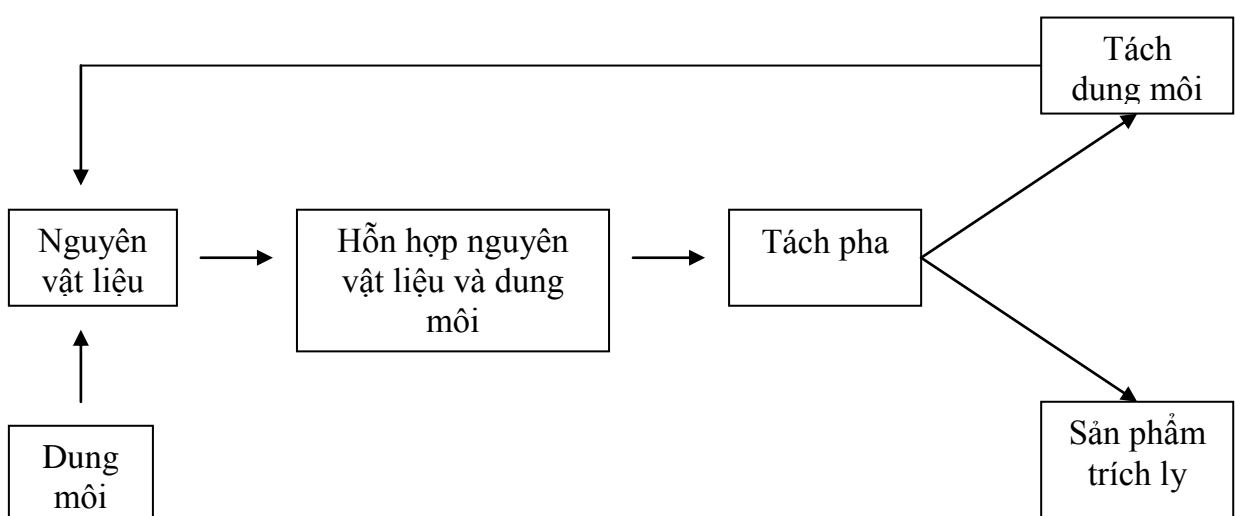 Tách
dung môi
Nguyên
vật liệu
Hỗn hợp nguyên
vật liệu và dung
môi
Tách pha
Dung
môi
Sản phẩm
trích ly